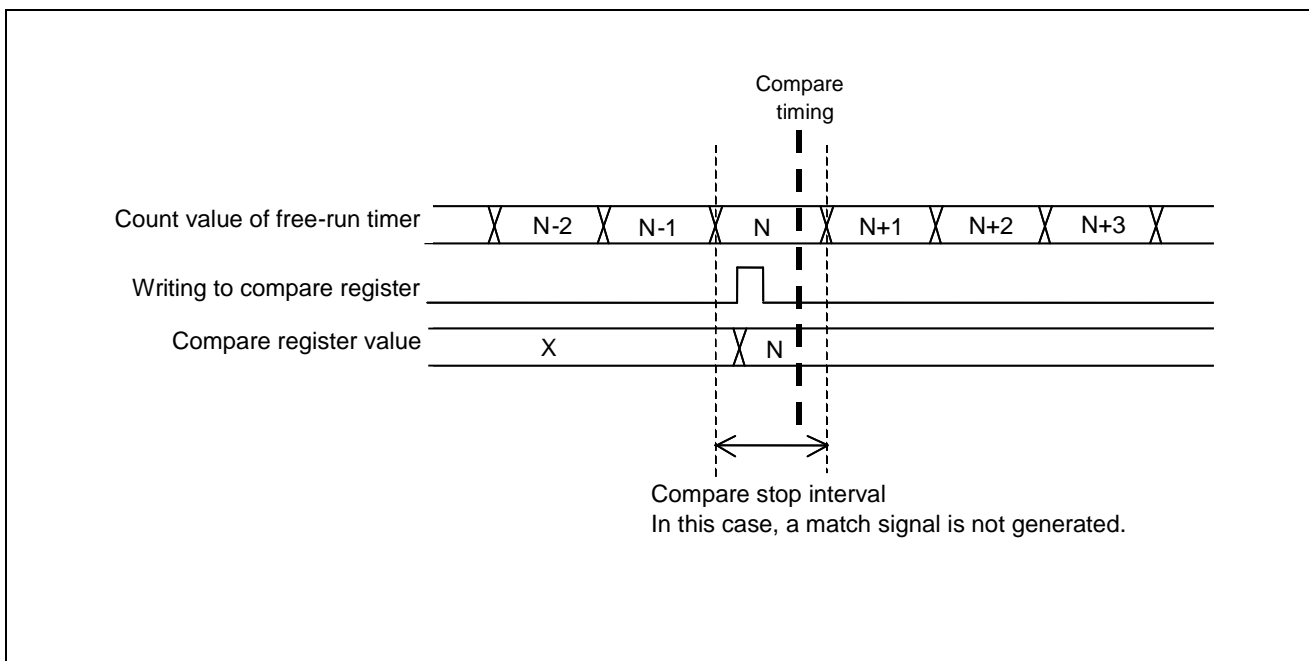 Compare
timing
Count value of free-run timer
N-2 N-1 N N+1 N+2 N+3
Writing to compare register
Compare register value
X N
Compare stop interval
In this case, a match signal is not generated.